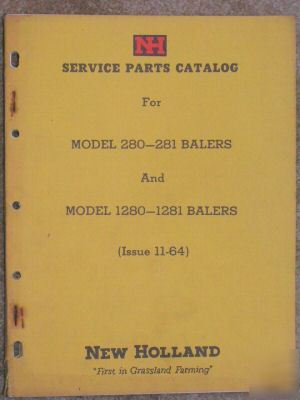 NH
SERVICE PARTS CATALOG
For
MODEL 280—281 BALERS
And
MODEL 1280—1281 BALERS
(Issue 11-64)
NEW HOLLAND
"First in Grassland Farming"